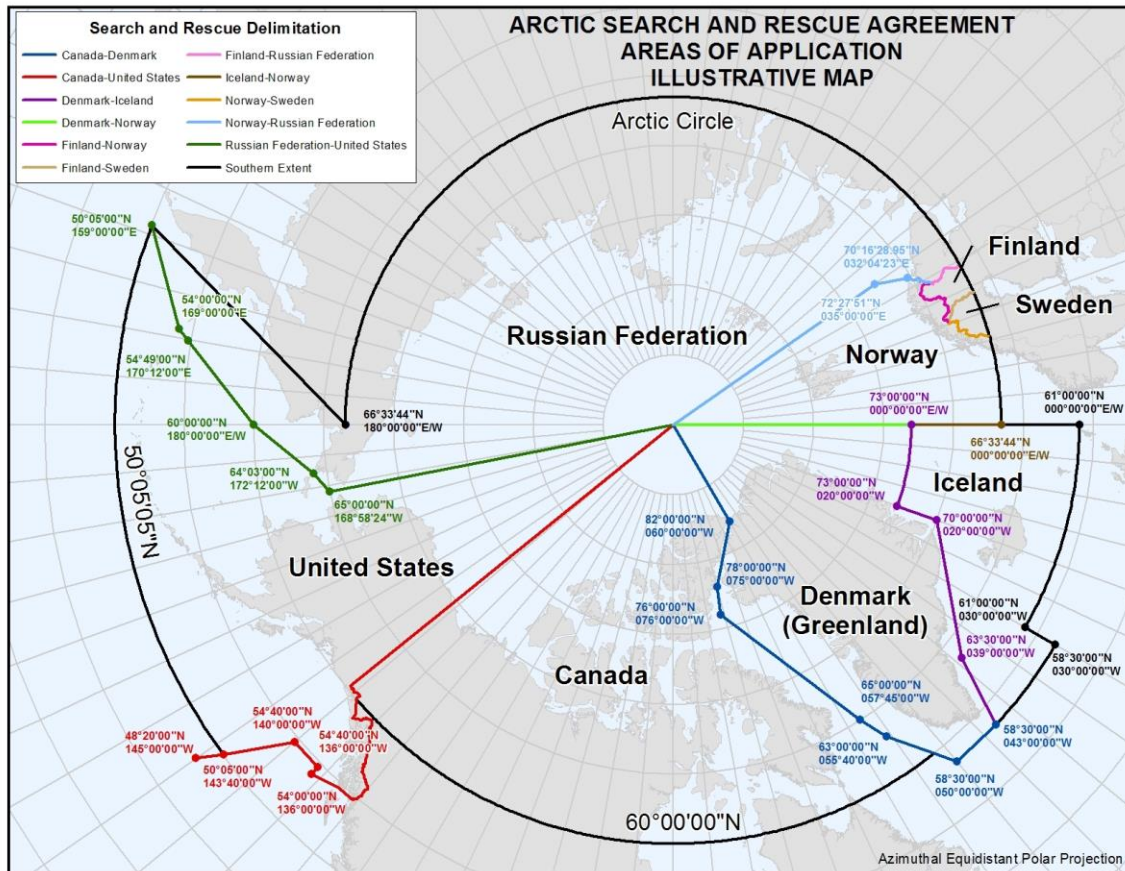 ARCTIC SEARCH AND RESCUE AGREEMENT
AREAS OF APPLICATION
ILLUSTRATIVE MAP
Search and Rescue Delimitation
Canada-Denmark
Canada-United States
Denmark-Iceland
Denmark-Norway
Finland-Norway
Finland-Sweden
Finland-Russian Federation
Iceland-Norway
Norway-Sweden
Norway-Russian Federation
Russian Federation-United States
Southern Extent
Arctic Circle
50°05'00"N
159°00'00"E
54°00'00"N
169°00'00"E
54°49'00"N
170°12'00"E
60°00'00"N
180°00'00"E/W
64°03'00"N
172°12'00"W
65°00'00"N
168°58'24"W
66°33'44"N
180°00'00"E/W
50°05'05"N
70°16'28.95"N
032°04'23"E
72°27'51"N
035°00'00"E
Finland
Sweden
Norway
Russian Federation
73°00'00"N
000°00'00"E/W
61°00'00"N
000°00'00"E/W
66°33'44"N
000°00'00"E/W
Iceland
73°00'00"N
020°00'00"W
70°00'00"N
020°00'00"W
82°00'00"N
060°00'00"W
78°00'00"N
075°00'00"W
76°00'00"N
076°00'00"W
United States
Denmark
(Greenland)
61°00'00"N
030°00'00"W
63°30'00"N
039°00'00"W
58°30'00"N
030°00'00"W
Canada
65°00'00"N
057°45'00"W
63°00'00"N
055°40'00"W
58°30'00"N
043°00'00"W
58°30'00"N
050°00'00"W
54°40'00"N
140°00'00"W
54°40'00"N
136°00'00"W
48°20'00"N
145°00'00"W
50°05'00"N
143°40'00"W
54°00'00"N
136°00'00"W
60°00'00"N
Azimuthal Equidistant Polar Projection